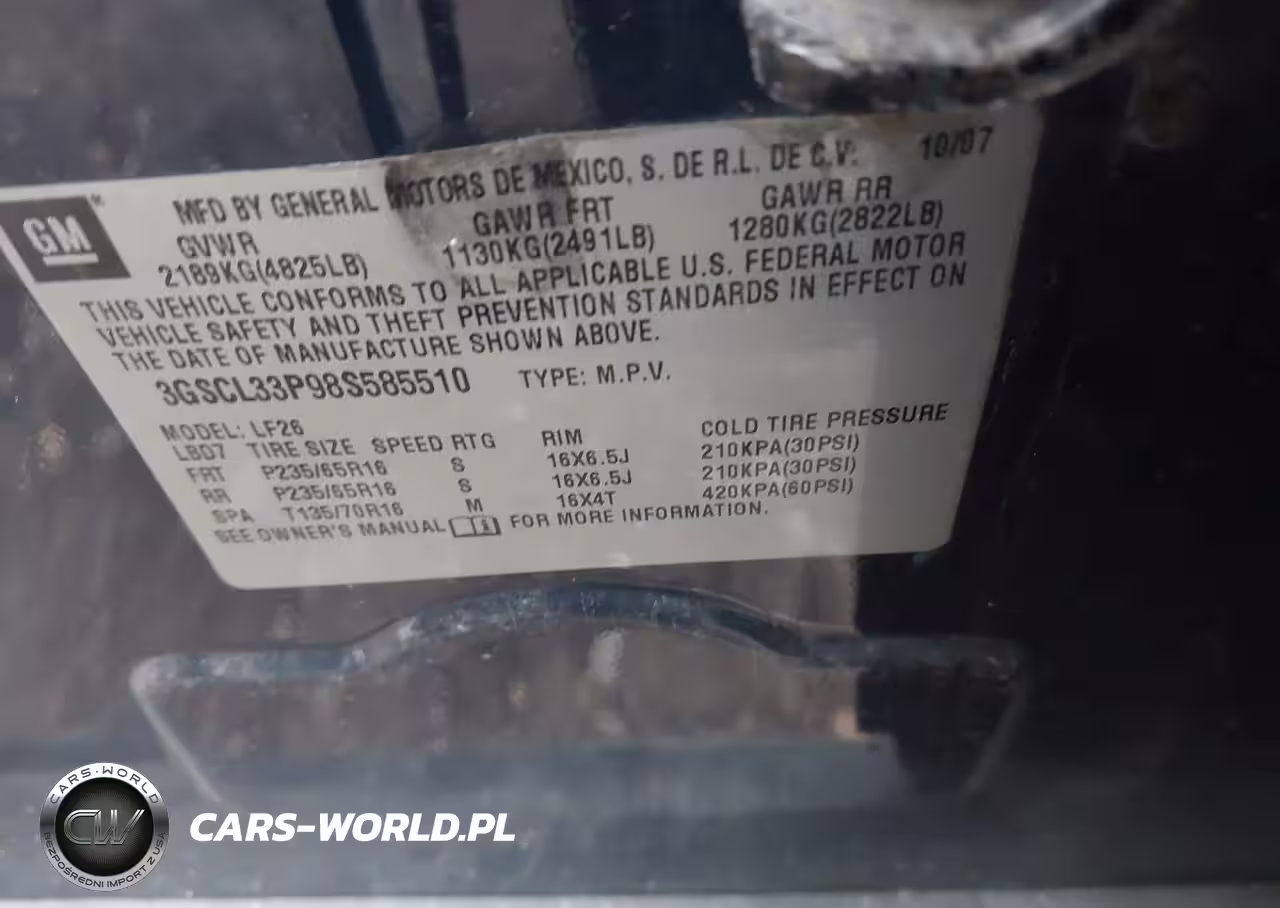 GM
MFD BY GENERAL MOTORS DE MEXICO, S. DE R.L. DE C.V. 10/07
GVWR GAWR FRT GAWR RR
2189KG(4825LB) 1130KG(2491LB) 1280KG(2822LB)
THIS VEHICLE CONFORMS TO ALL APPLICABLE U.S. FEDERAL MOTOR
VEHICLE SAFETY AND THEFT PREVENTION STANDARDS IN EFFECT ON
THE DATE OF MANUFACTURE SHOWN ABOVE.
3GSCL33P98S585510 TYPE: M.P.V.
MODEL: LF26
LBD7 TIRE SIZE SPEED RTG RIM COLD TIRE PRESSURE
FRT P235/65R16 S 16X6.5J 210KPA(30PSI)
RR P235/65R16 S 16X6.5J 210KPA(30PSI)
SPA T135/70R16 M 16X4T 420KPA(60PSI)
SEE OWNER'S MANUAL FOR MORE INFORMATION.
CARS-WORLD
CW
BEZPOŚREDNI IMPORT Z USA
CARS-WORLD.PL